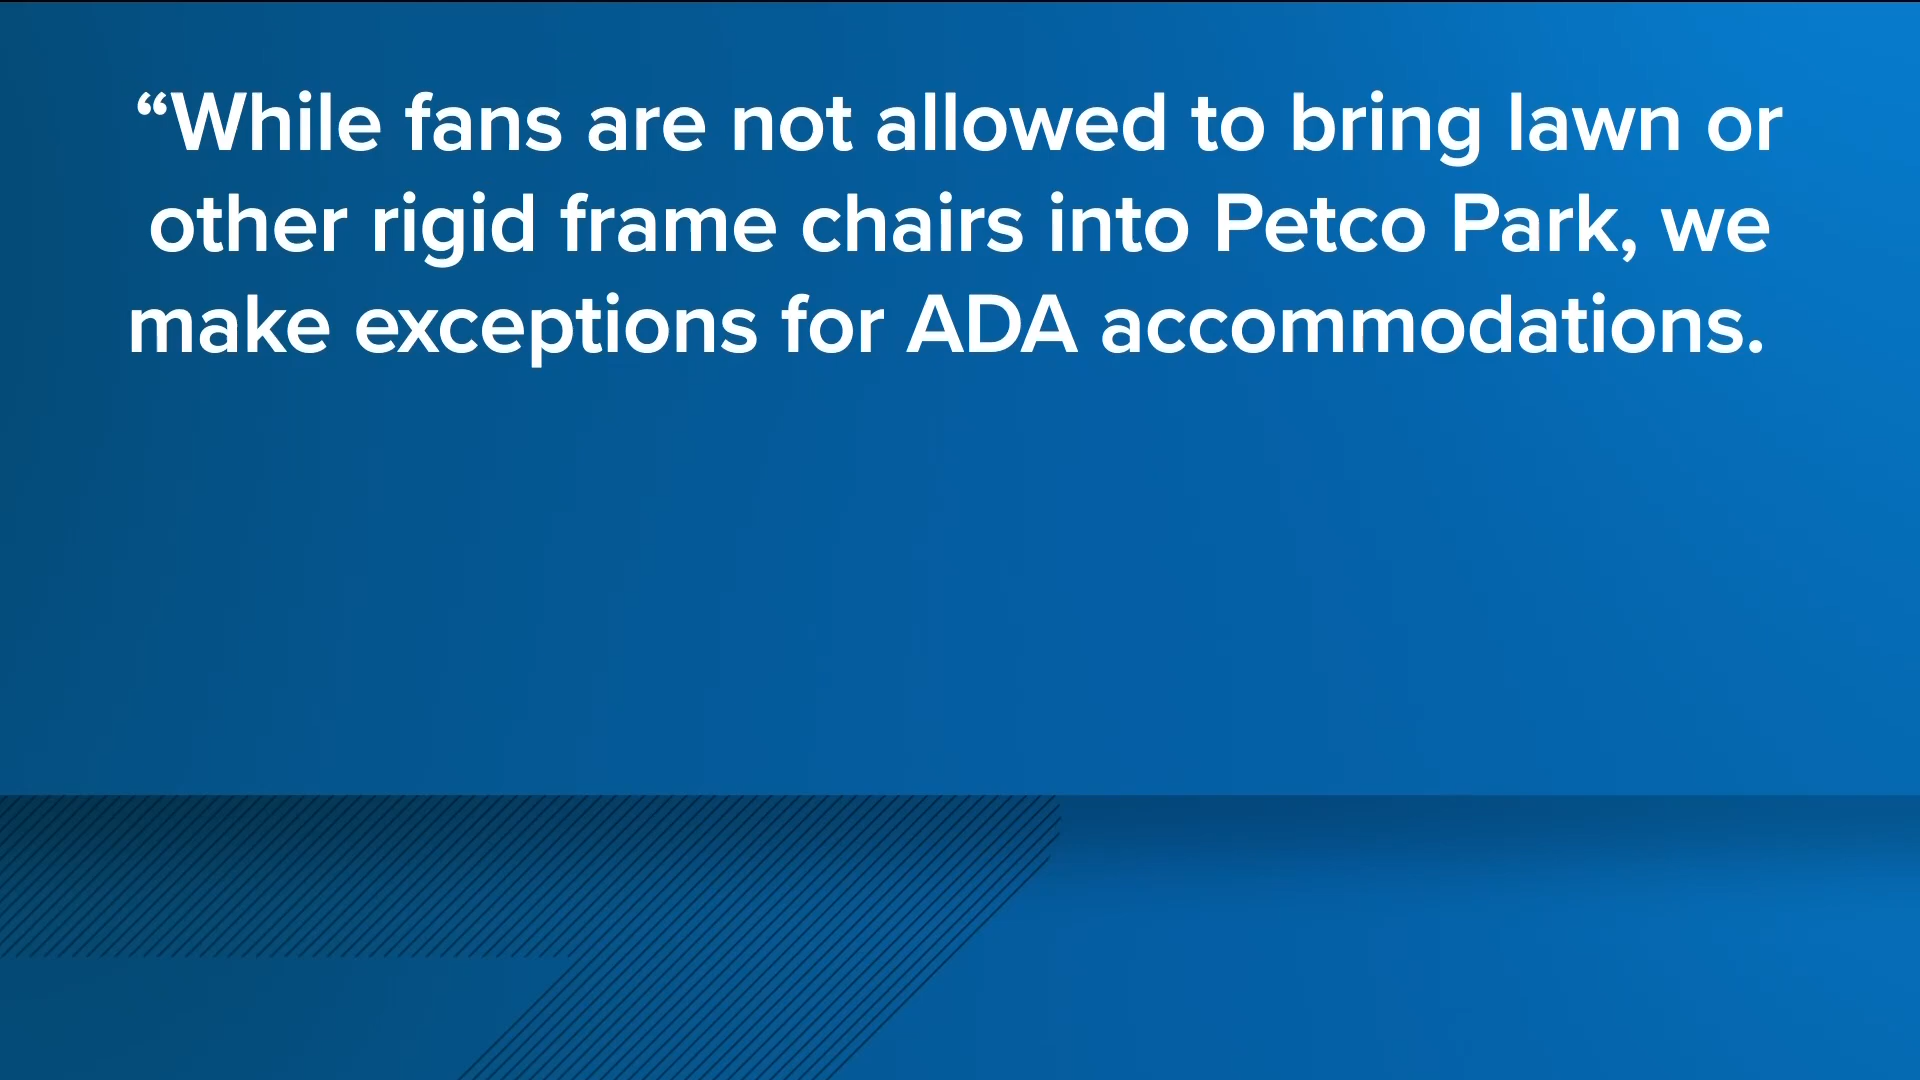 “While fans are not allowed to bring lawn or
other rigid frame chairs into Petco Park, we
make exceptions for ADA accommodations.